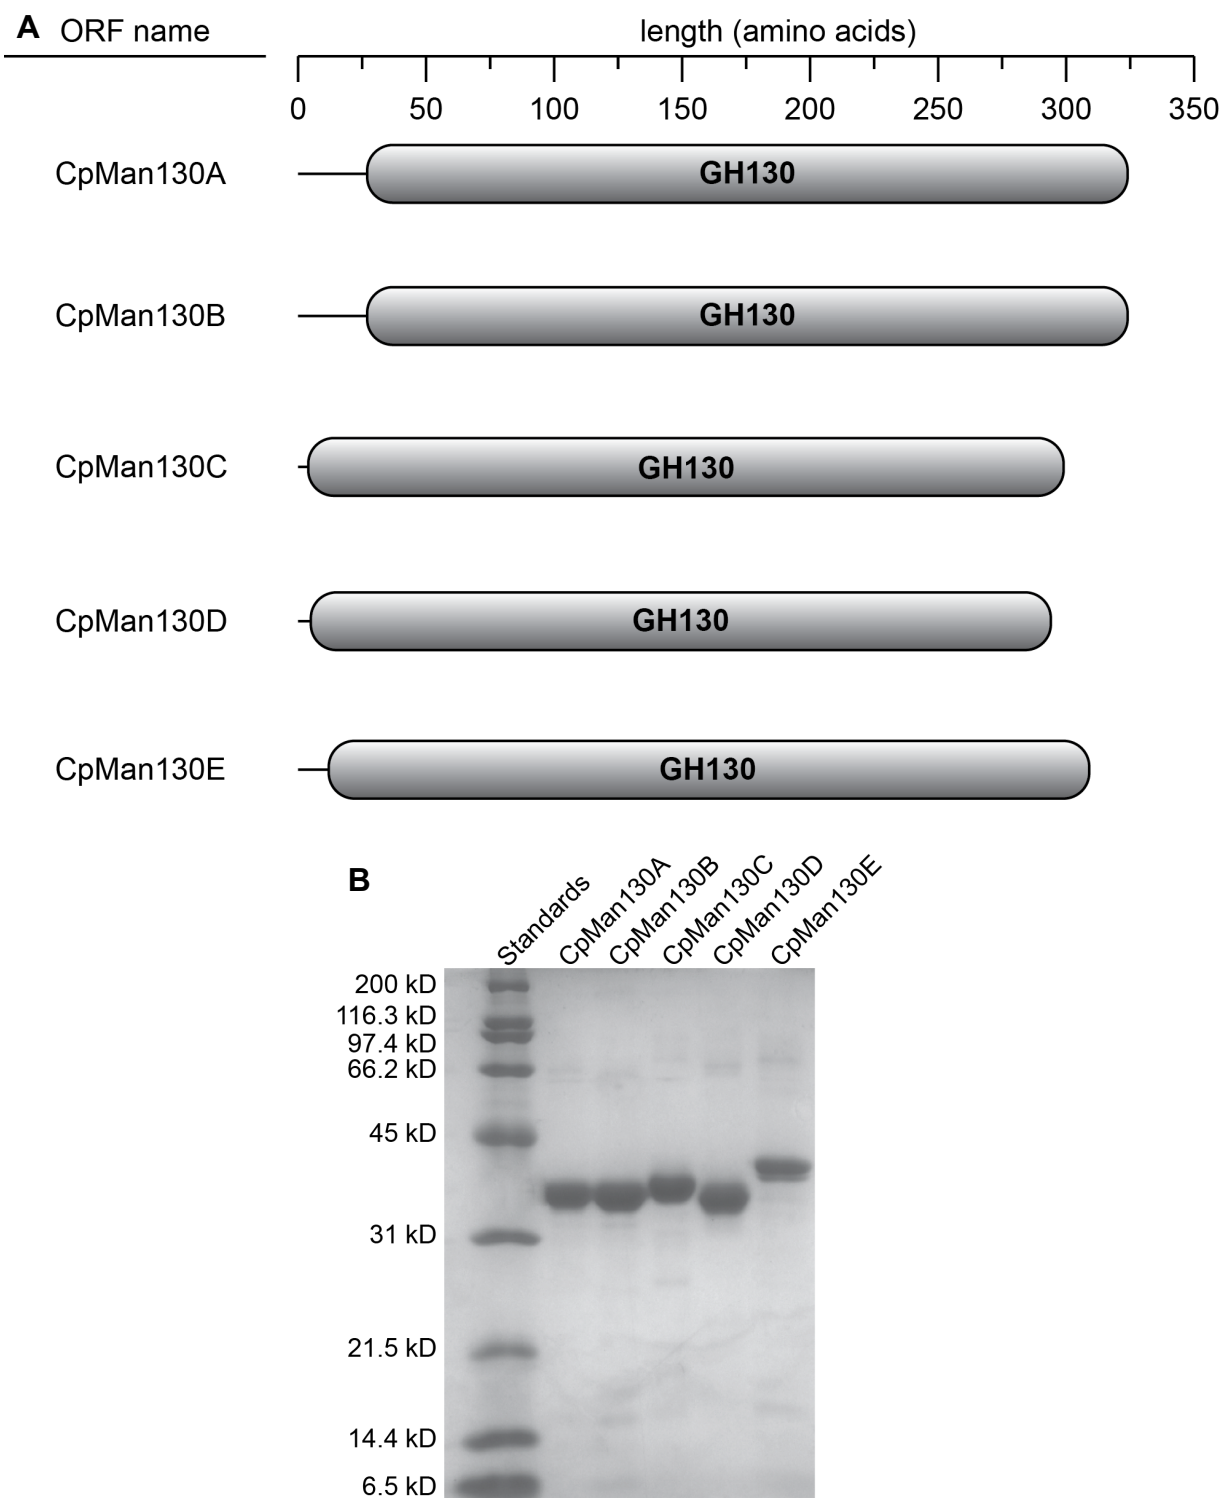 A ORF name length (amino acids)
0 50 100 150 200 250 300 350
CpMan130A GH130
CpMan130B GH130
CpMan130C GH130
CpMan130D GH130
CpMan130E GH130
B
Standards
CpMan130A
CpMan130B
CpMan130C
CpMan130D
CpMan130E
200 kD
116.3 kD
97.4 kD
66.2 kD
45 kD
31 kD
21.5 kD
14.4 kD
6.5 kD